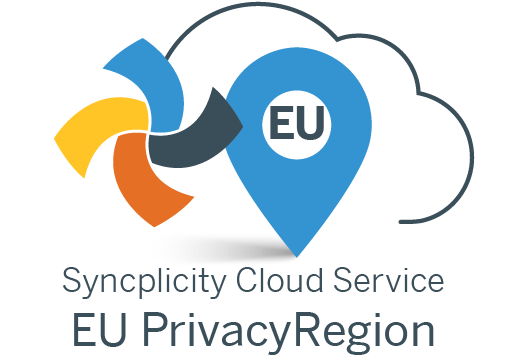 EU
Syncplicity Cloud Service
EU PrivacyRegion